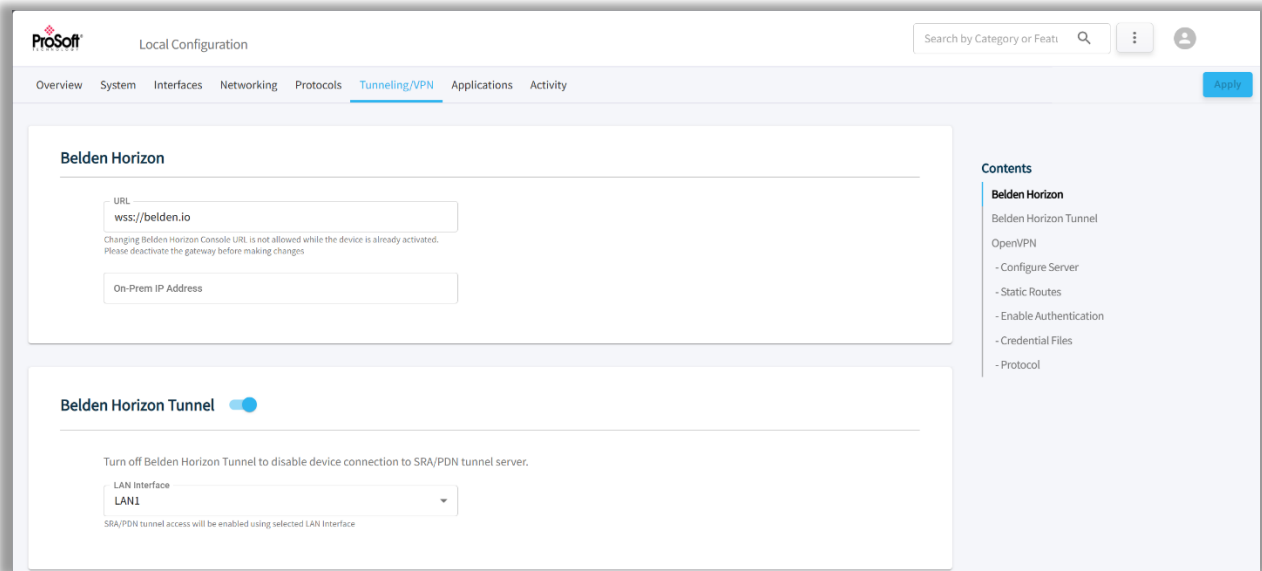 ProSoft
TECHNOLOGY
Local Configuration
Search by Category or Featu
Overview System Interfaces Networking Protocols Tunneling/VPN Applications Activity
Apply
Belden Horizon
URL
wss://belden.io
Changing Belden Horizon Console URL is not allowed while the device is already activated.
Please deactivate the gateway before making changes
On-Prem IP Address
Belden Horizon Tunnel
Turn off Belden Horizon Tunnel to disable device connection to SRA/PDN tunnel server.
LAN Interface
LAN1
SRA/PDN tunnel access will be enabled using selected LAN Interface
Contents
Belden Horizon
Belden Horizon Tunnel
OpenVPN
- Configure Server
- Static Routes
- Enable Authentication
- Credential Files
- Protocol